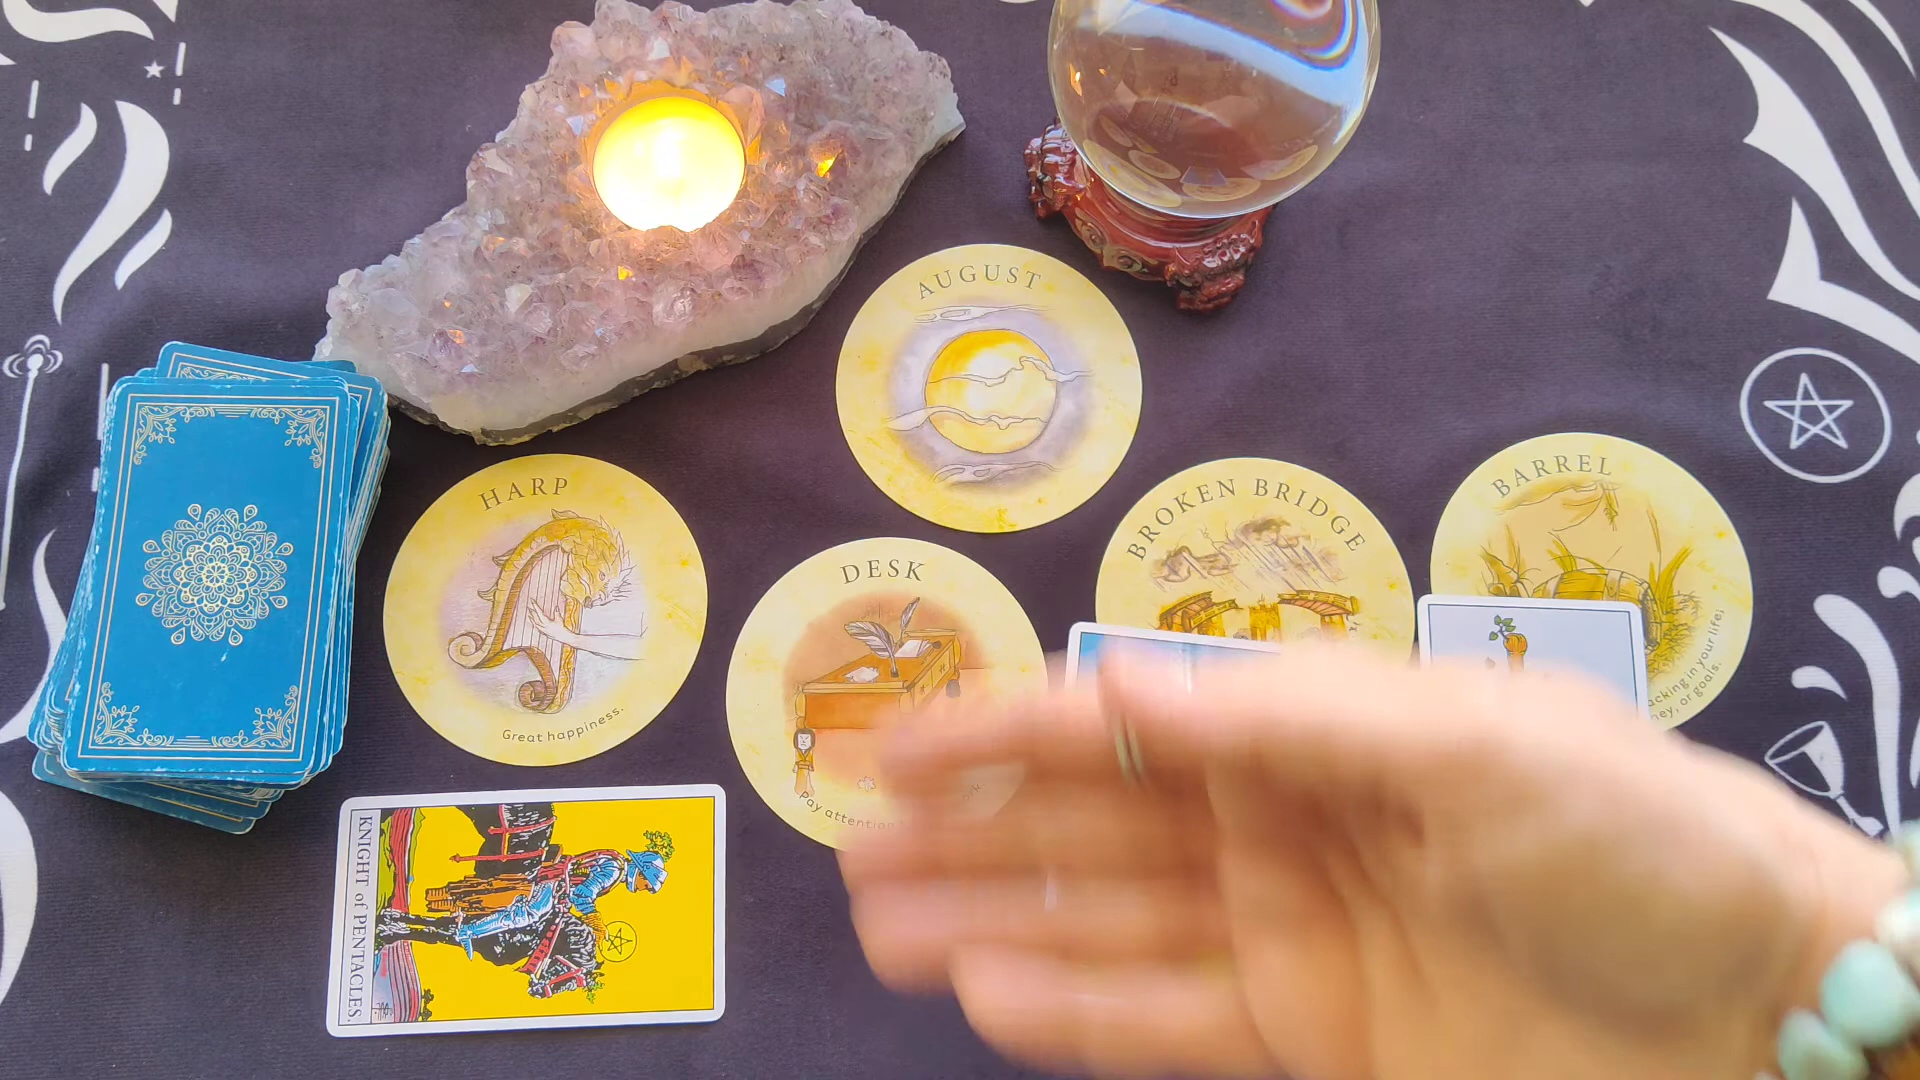 AUGUST
HARP
Great happiness.
DESK
Pay attention
BROKEN BRIDGE
BARREL
acking in your life,
ney, or goals.
KNIGHT of PENTACLES.